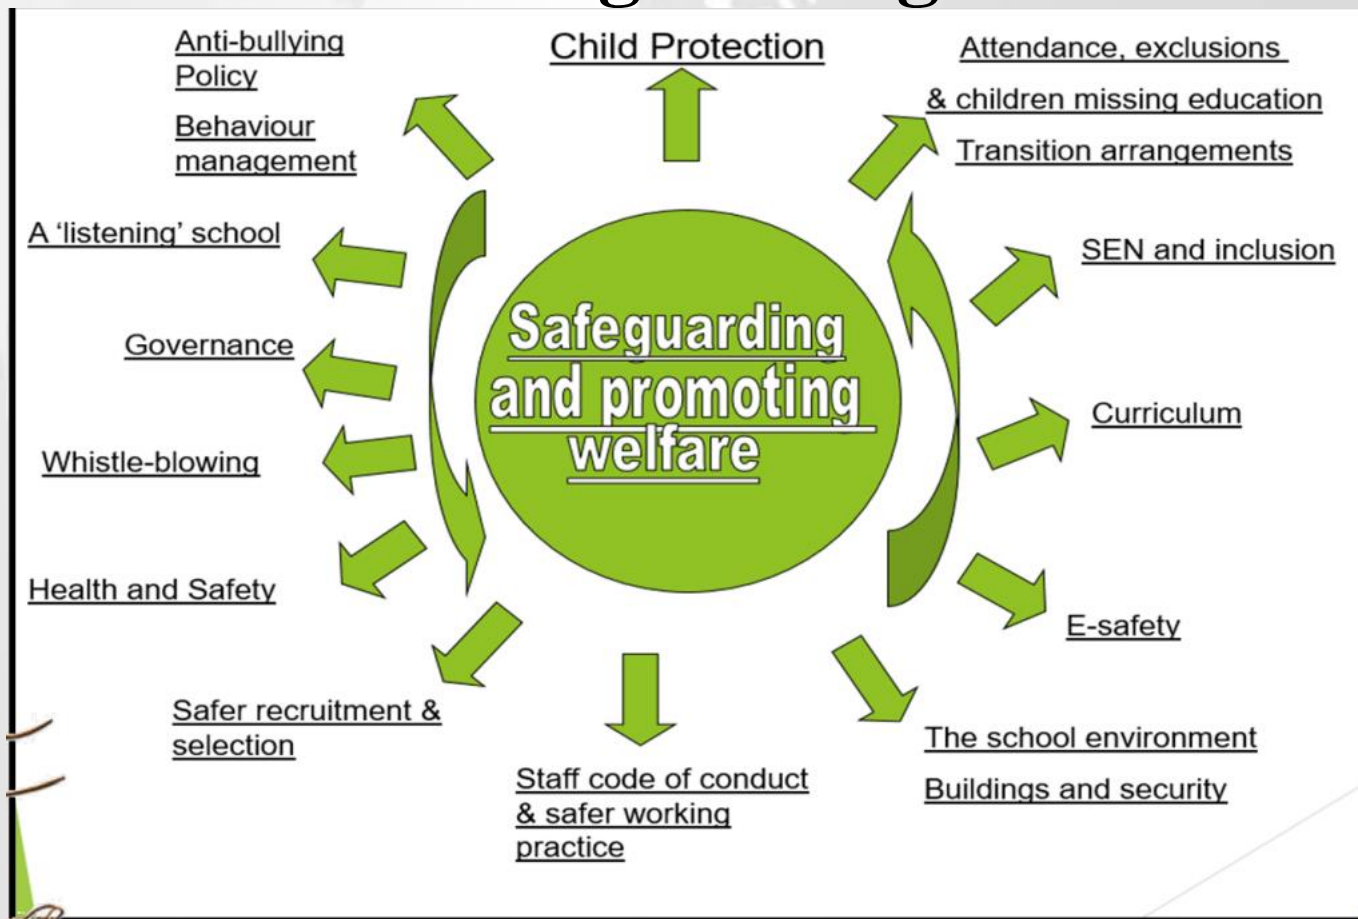 Child Protection
Anti-bullying
Policy
Behaviour
management
A ‘listening’ school
Governance
Whistle-blowing
Health and Safety
Safer recruitment &
selection
Safeguarding
and promoting
welfare
Staff code of conduct
& safer working
practice
Attendance, exclusions
& children missing education
Transition arrangements
SEN and inclusion
Curriculum
E-safety
The school environment
Buildings and security